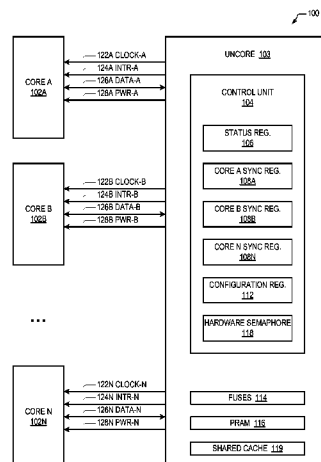 100
CORE A
102A
122A CLOCK-A
124A INTR-A
126A DATA-A
128A PWR-A
UNCORE 103
CONTROL UNIT
104
STATUS REG.
106
CORE A SYNC REG.
108A
CORE B SYNC REG.
108B
CORE N SYNC REG.
108N
CONFIGURATION REG.
112
HARDWARE SEMAPHORE
118
CORE B
102B
122B CLOCK-B
124B INTR-B
126B DATA-B
128B PWR-B
...
CORE N
102N
122N CLOCK-N
124N INTR-N
126N DATA-N
128N PWR-N
FUSES 114
PRAM 116
SHARED CACHE 119